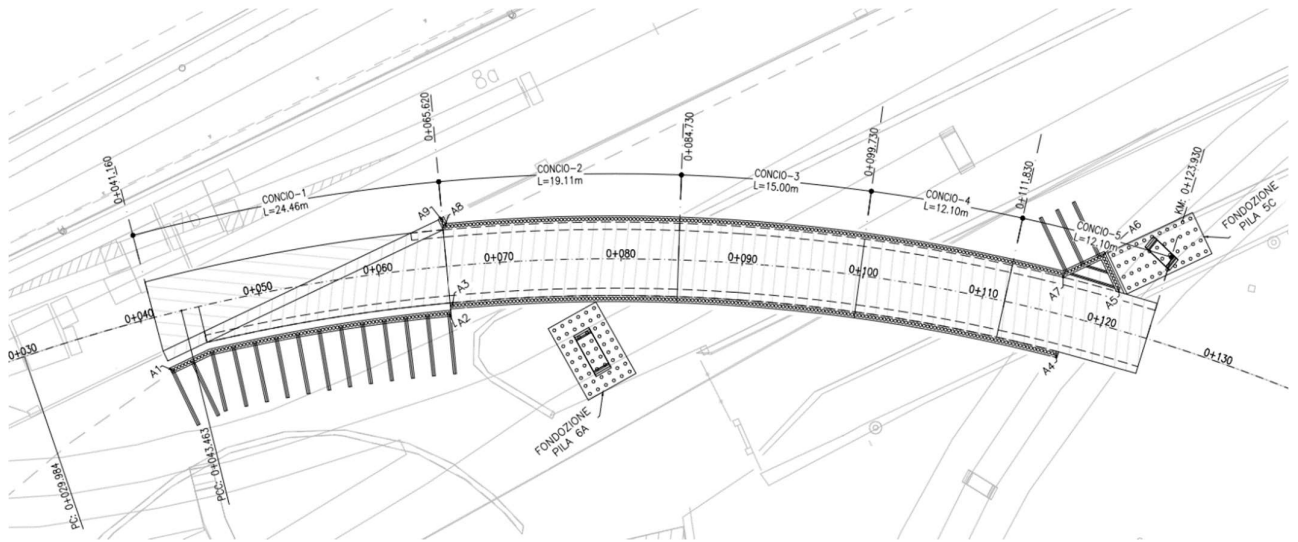 0+041.160
CONCIO-1
L=24.46m
0+065.620
CONCIO-2
L=19.11m
0+084.730
CONCIO-3
L=15.00m
0+099.730
CONCIO-4
L=12.10m
0+111.830
CONCIO-5
L=12.10m
KM: 0+123.930
FONDOZIONE
PILA 5C
A9
A8
A6
A7
A5
A3
A2
A1
A4
0+030
0+040
0+050
0+060
0+070
0+080
0+090
0+100
0+110
0+120
0+130
FONDOZIONE
PILA 6A
PC: 0+029.984
PCC: 0+043.463